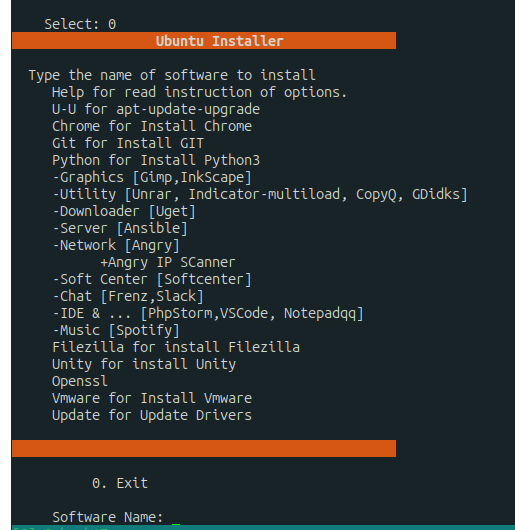 Select: 0
Ubuntu Installer
Type the name of software to install
Help for read instruction of options.
U-U for apt-update-upgrade
Chrome for Install Chrome
Git for Install GIT
Python for Install Python3
-Graphics [Gimp,InkScape]
-Utility [Unrar, Indicator-multiload, CopyQ, GDidks]
-Downloader [Uget]
-Server [Ansible]
-Network [Angry]
+Angry IP SCanner
-Soft Center [Softcenter]
-Chat [Frenz,Slack]
-IDE & ... [PhpStorm,VSCode, Notepadqq]
-Music [Spotify]
Filezilla for install Filezilla
Unity for install Unity
Openssl
Vmware for Install Vmware
Update for Update Drivers
0. Exit
Software Name: